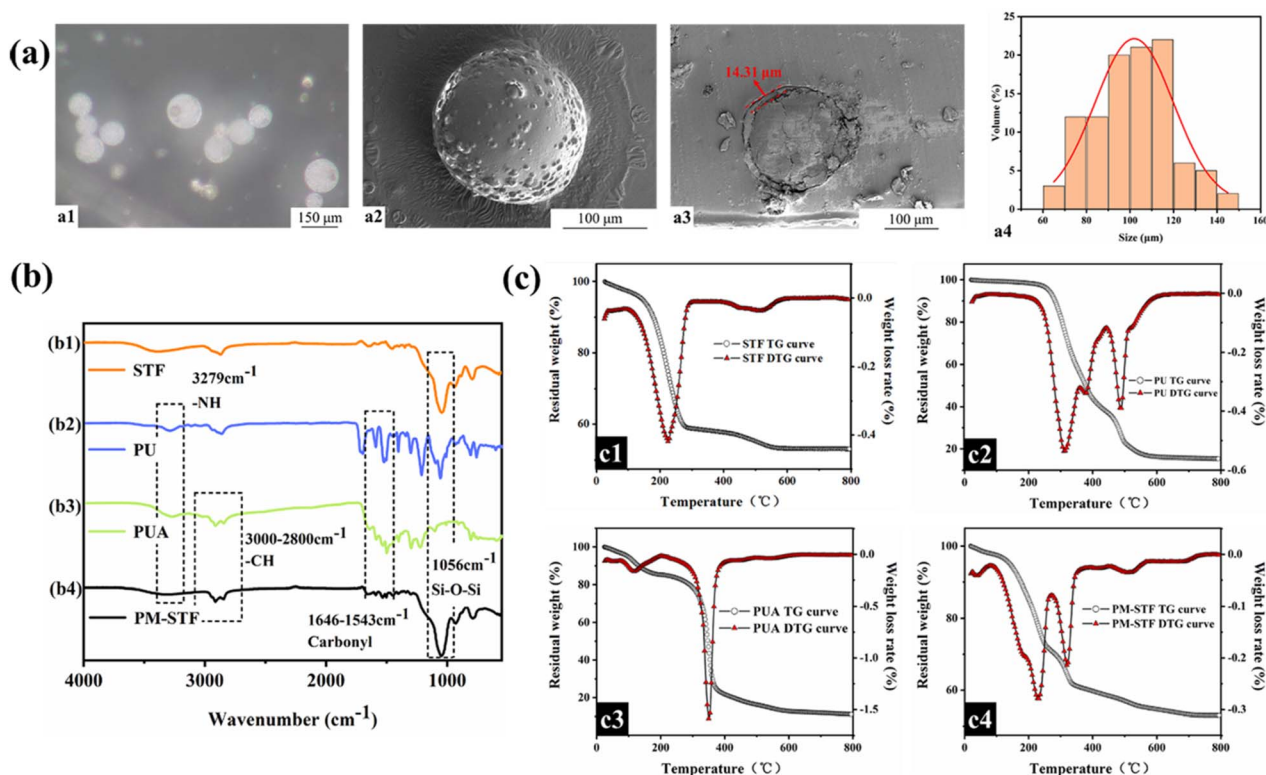 (a)
a1
150 μm
a2
100 μm
14.31 μm
a3
100 μm
25
20
15
10
5
0
Volume (%)
40 60 80 100 120 140 160
Size (μm)
a4
(b)
(b1)
STF
3279cm-1
-NH
(b2)
PU
(b3)
PUA
3000-2800cm-1
-CH
1056cm-1
Si-O-Si
(b4)
PM-STF
1646-1543cm-1
Carbonyl
4000 3000 2000 1000
Wavenumber (cm-1)
(c)
100
90
80
60
Residual weight (%)
STF TG curve
STF DTG curve
0.0
-0.2
-0.4
Weight loss rate (%)
c1
0 200 400 600 800
Temperature (℃)
100
80
60
40
20
Residual weight (%)
PU TG curve
PU DTG curve
0.0
-0.2
-0.4
-0.6
Weight loss rate (%)
c2
0 200 400 600 800
Temperature (℃)
100
80
60
40
20
Residual weight (%)
PUA TG curve
PUA DTG curve
0.0
-0.5
-1.0
-1.5
Weight loss rate (%)
c3
0 200 400 600 800
Temperature (℃)
100
90
80
60
Residual weight (%)
PM-STF TG curve
PM-STF DTG curve
0.0
-0.1
-0.2
-0.3
Weight loss rate (%)
c4
0 200 400 600 800
Temperature (℃)